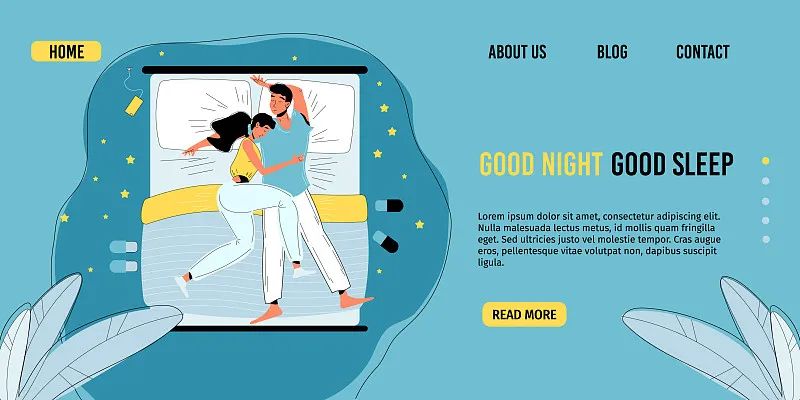 HOME
ABOUT US
BLOG
CONTACT
GOOD NIGHT GOOD SLEEP
Lorem ipsum dolor sit amet, consectetur adipiscing elit.
Nulla malesuada lectus mauris, id mollis quam fringilla
eget. Sed ultricies justo vel molestie tempor. Cras augue
eros, pellentesque vitae volutpat non, dapibus suscipit
ligula.
READ MORE